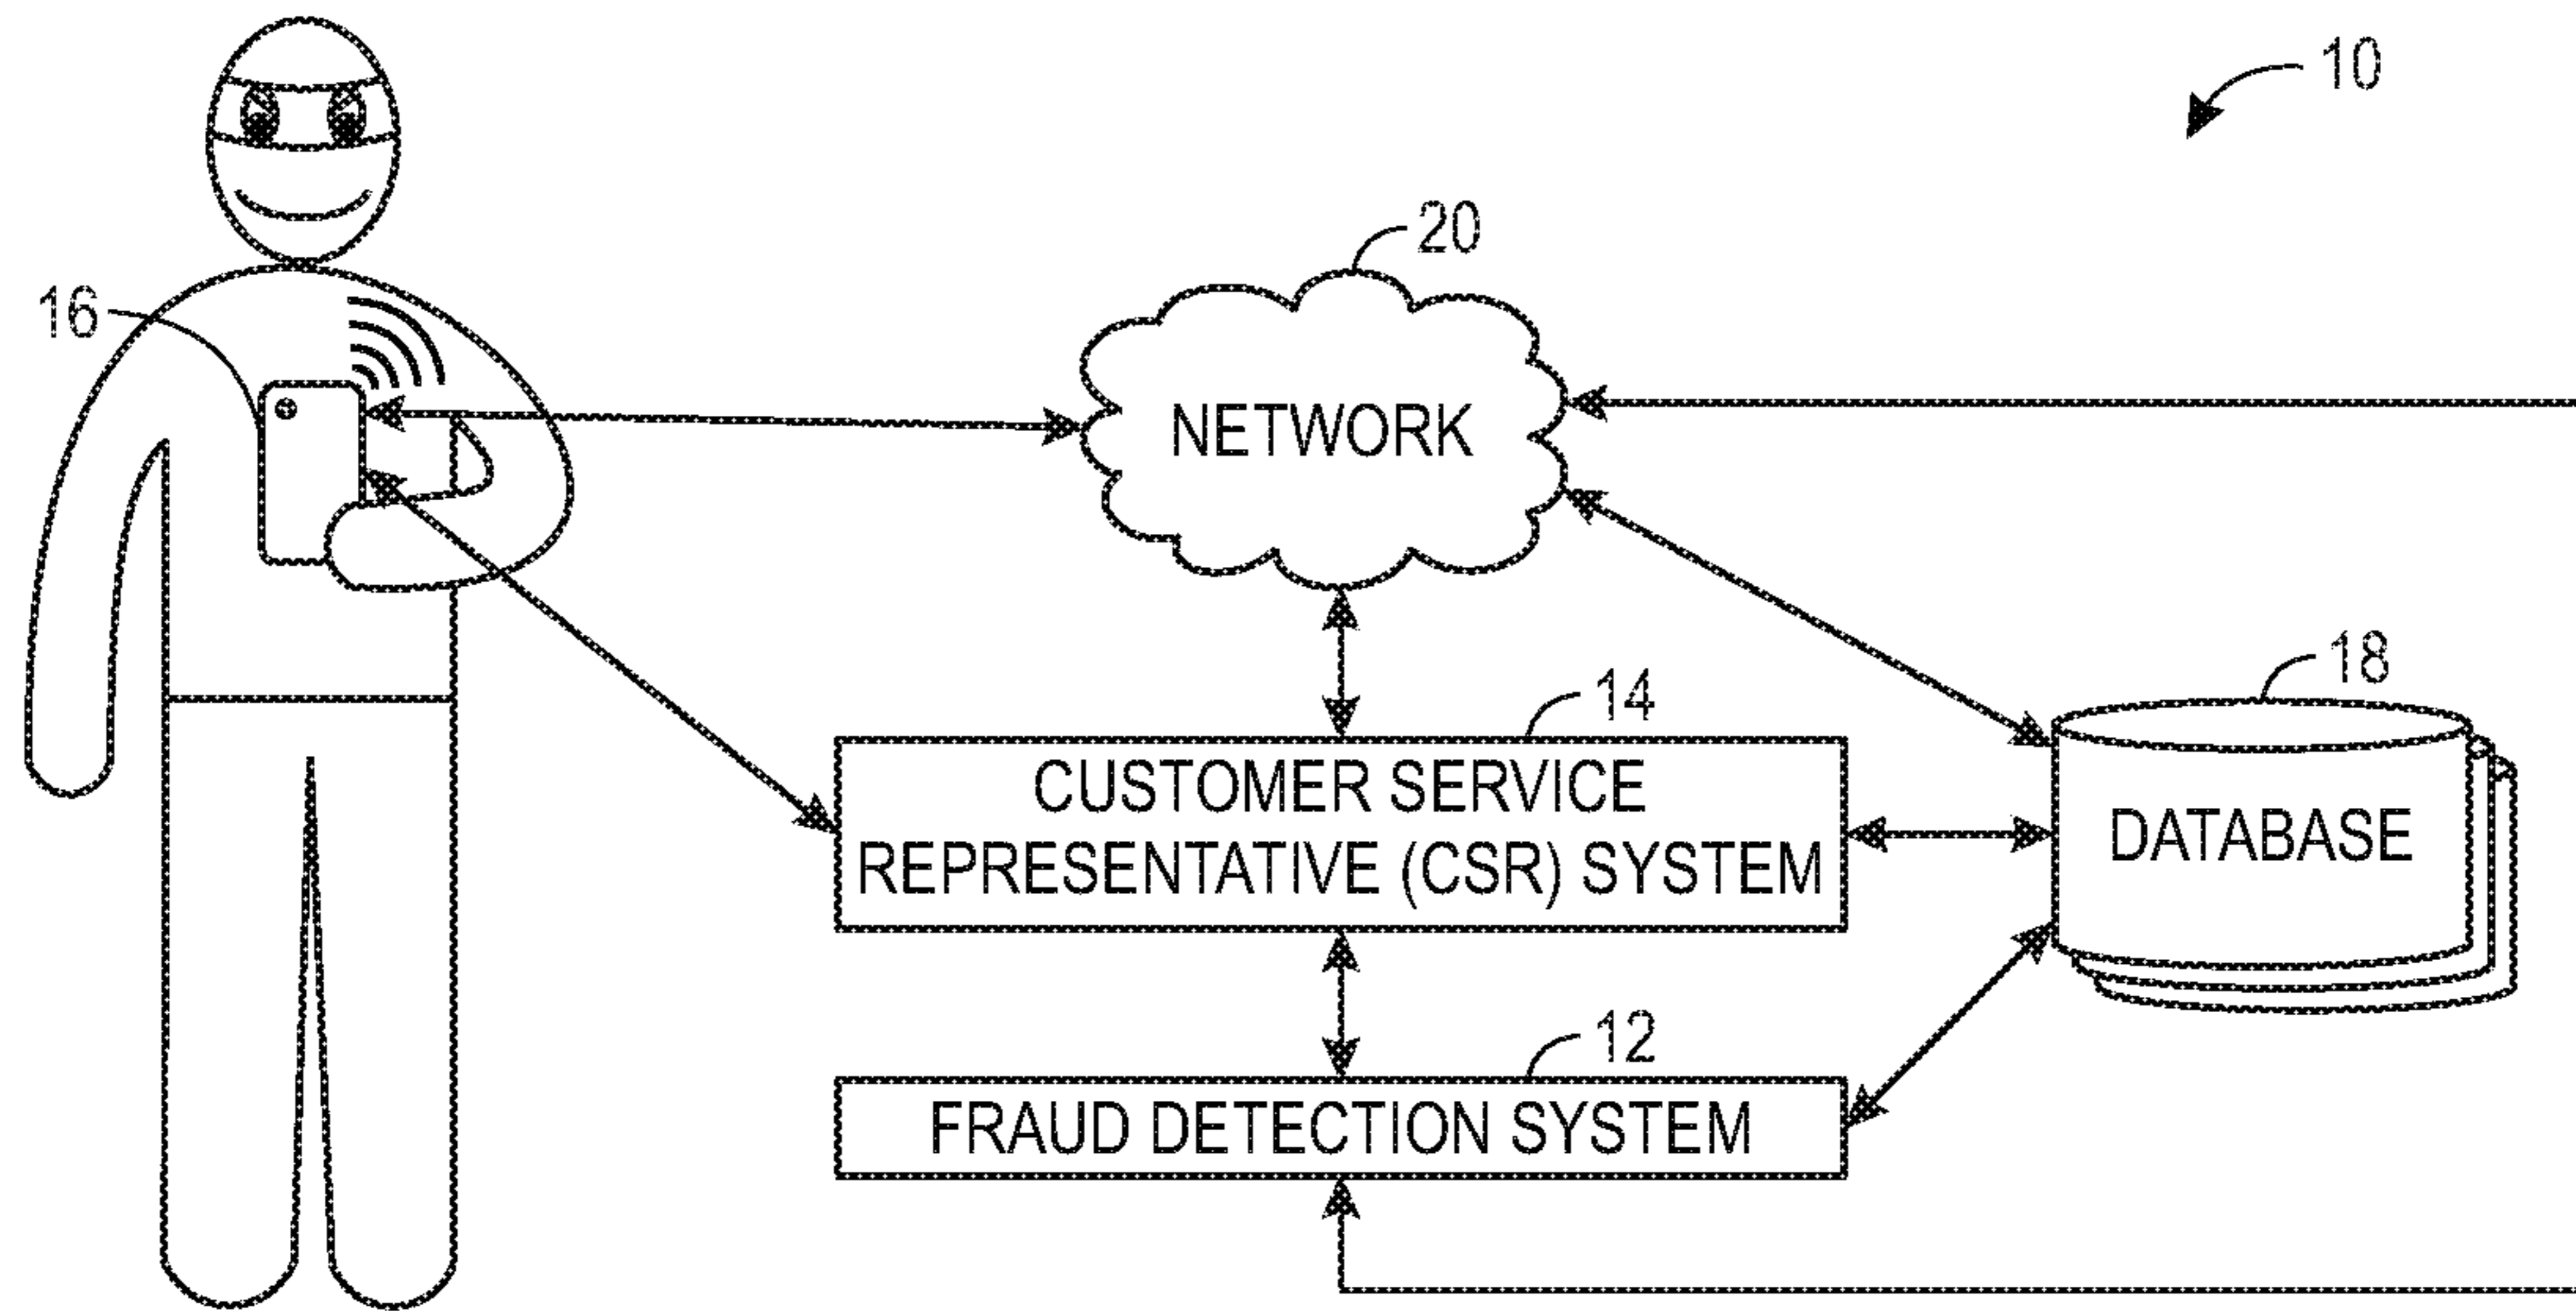 10
20
16
NETWORK
18
14
CUSTOMER SERVICE
REPRESENTATIVE (CSR) SYSTEM
DATABASE
12
FRAUD DETECTION SYSTEM